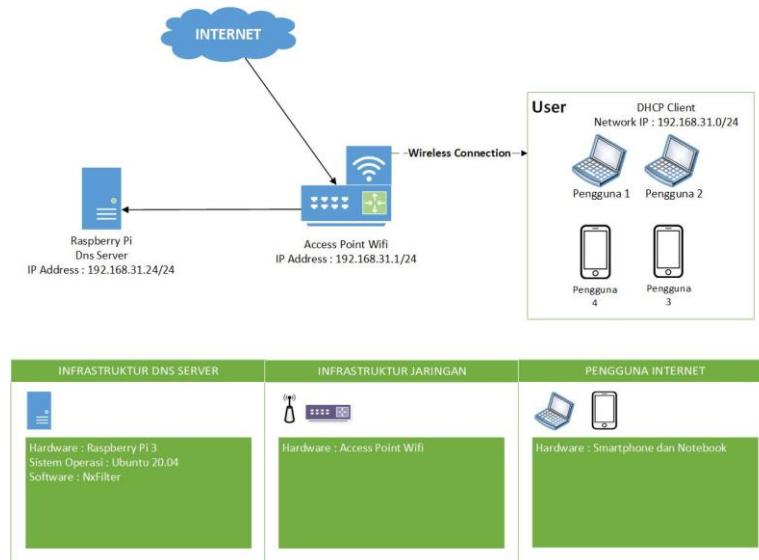 INTERNET
User
DHCP Client
Network IP : 192.168.31.0/24
Wireless Connection
Pengguna 1
Pengguna 2
Raspberry Pi
Dns Server
IP Address : 192.168.31.24/24
Access Point Wifi
IP Address : 192.168.31.1/24
Pengguna
4
Pengguna
3
INFRASTRUKTUR DNS SERVER
INFRASTRUKTUR JARINGAN
PENGGUNA INTERNET
Hardware : Raspberry Pi 3
Sistem Operasi : Ubuntu 20.04
Software : NxFilter
Hardware : Access Point Wifi
Hardware : Smartphone dan Notebook